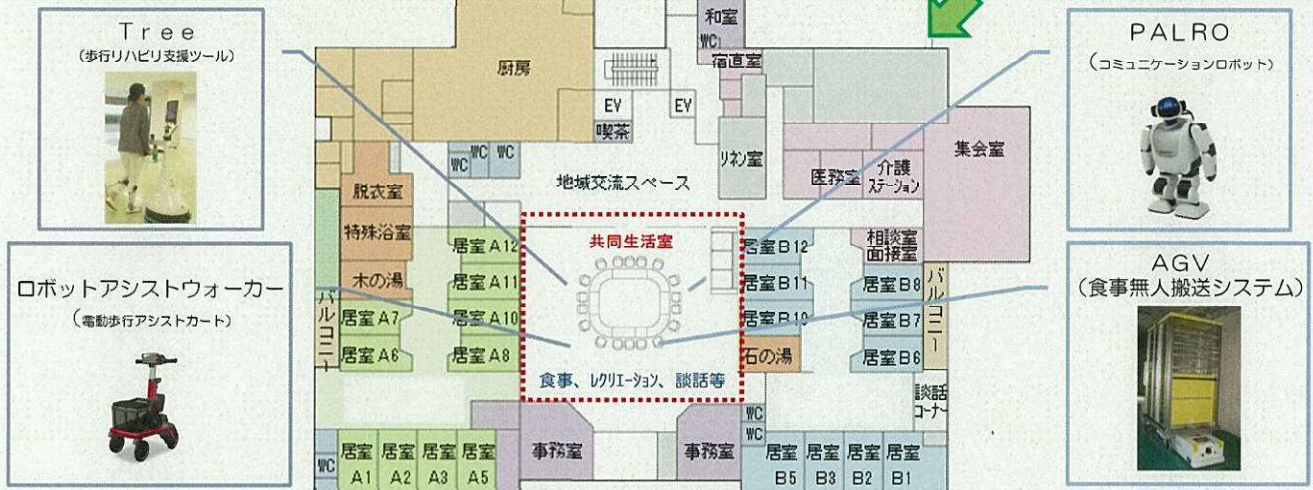 Tree
(歩行リハビリ支援ツール)
ロボットアシストウォーカー
(電動歩行アシストカート)
PALRO
(コミュニケーションロボット)
AGV
(食事無人搬送システム)
和室
WC
宿直室
厨房
EV
EV
喫茶
リネン室
集会室
医務室
介護
ステーション
WC
WC
WC
地域交流スペース
脱衣室
特殊浴室
木の湯
バルコニー
居室A12
居室A11
居室A10
居室A8
居室A7
居室A6
共同生活室
食事、レクリエーション、談話等
居室B12
居室B11
居室B10
石の湯
相談室
面接室
居室B8
居室B7
居室B6
バルコニー
談話
コーナー
WC
居室
A1
居室
A2
居室
A3
居室
A5
事務室
事務室
WC
WC
居室
B5
居室
B3
居室
B2
居室
B1